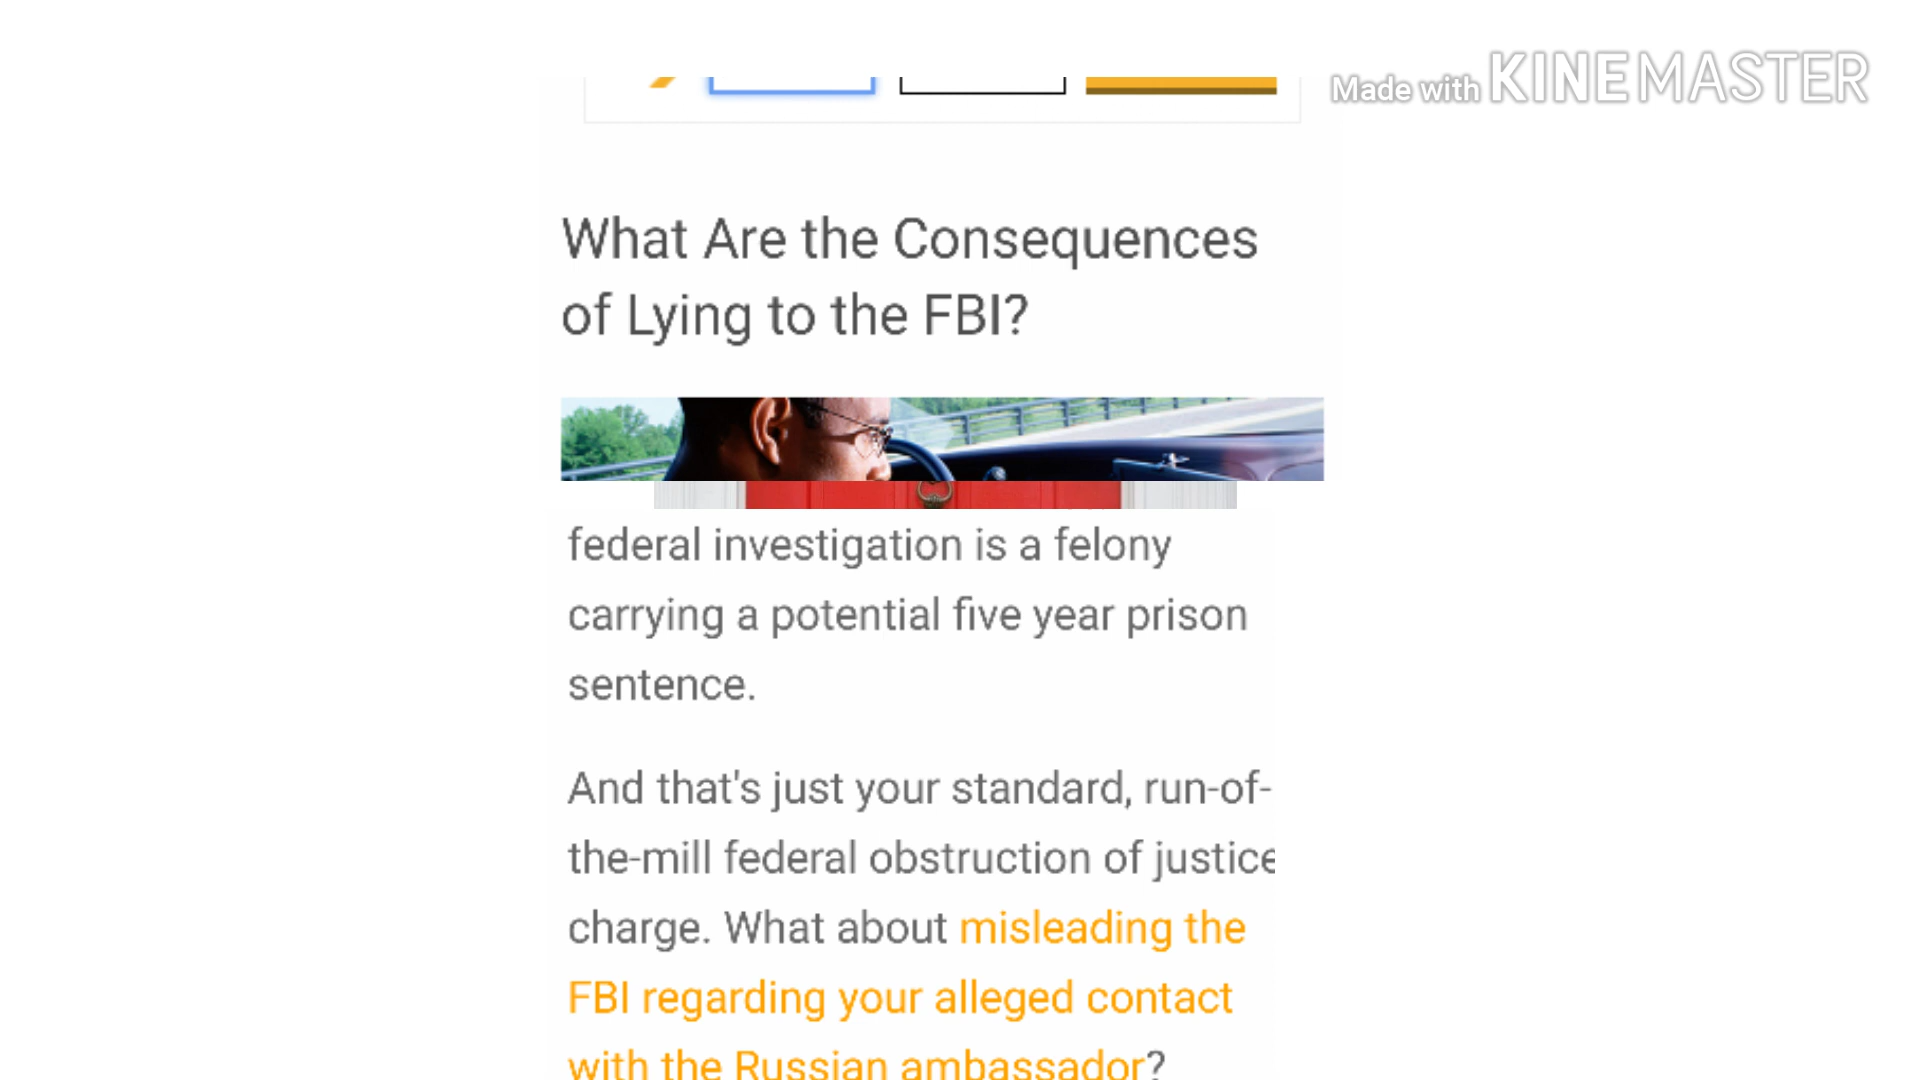 Made with KINEMASTER
What Are the Consequences
of Lying to the FBI?
federal investigation is a felony
carrying a potential five year prison
sentence.
And that's just your standard, run-of-
the-mill federal obstruction of justice
charge. What about misleading the
FBI regarding your alleged contact
with the Russian ambassador?